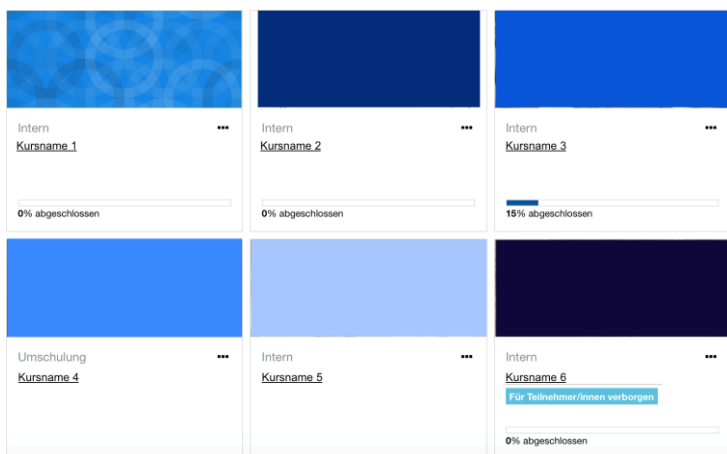 Intern
•••
Kursname 1
0% abgeschlossen
Intern
•••
Kursname 2
0% abgeschlossen
Intern
•••
Kursname 3
15% abgeschlossen
Umschulung
•••
Kursname 4
Intern
•••
Kursname 5
Intern
•••
Kursname 6
Für Teilnehmer/innen verborgen
0% abgeschlossen